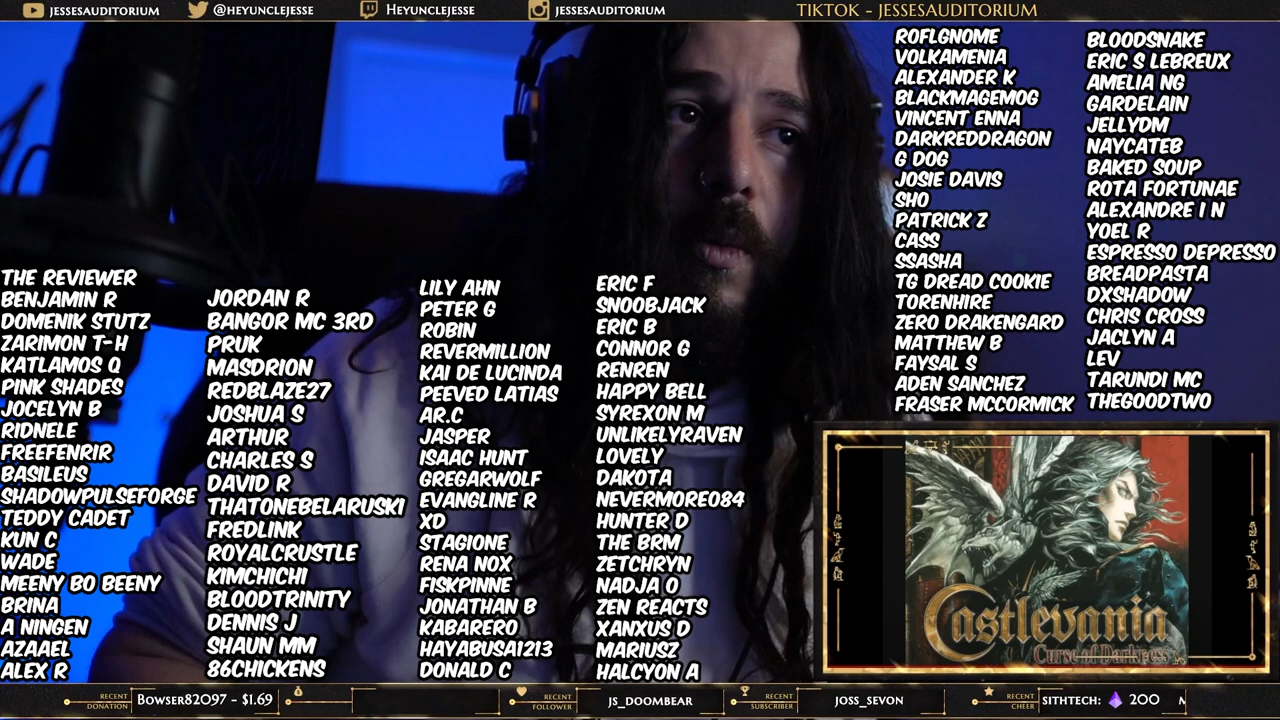 JESSESAUDITORIUM
@HEYUNCLEJESSE
HEYUNCLEJESSE
JESSESAUDITORIUM
TIKTOK - JESSESAUDITORIUM
THE REVIEWER
BENJAMIN R
DOMENIK STUTZ
ZARIMON T-H
KATLAMOS Q
PINK SHADES
JOCELYN B
RIDNELE
FREEFENRIR
BASILEUS
SHADOWPULSEFORGE
TEDDY CADET
KUN C
WADE
MEENY BO BEENY
BRINA
A NINGEN
AZAAEL
ALEX R
JORDAN R
BANGOR MC 3RD
PRUK
MASDRION
REDBLAZE27
JOSHUA S
ARTHUR
CHARLES S
DAVID R
THATONEBELARUSKI
FREDLINK
ROYALCRUSTLE
KIMCHICHI
BLOODTRINITY
DENNIS J
SHAUN MM
86CHICKENS
LILY AHN
PETER G
ROBIN
REVERMILLION
KAI DE LUCINDA
PEEVED LATIAS
AR.C
JASPER
ISAAC HUNT
GREGARWOLF
EVANGLINE R
XD
STAGIONE
RENA NOX
FISKPINNE
JONATHAN B
KABARERO
HAYABUSA1213
DONALD C
ERIC F
SNOOBJACK
ERIC B
CONNOR G
RENREN
HAPPY BELL
SYREXON M
UNLIKELYRAVEN
LOVELY
DAKOTA
NEVERMORE084
HUNTER D
THE BRM
ZETCHRYN
NADJA O
ZEN REACTS
XANXUS D
MARIUSZ
HALCYON A
ROFLGNOME
VOLKAMENIA
ALEXANDER K
BLACKMAGEMOG
VINCENT ENNA
DARKREDDRAGON
G DOG
JOSIE DAVIS
SHO
PATRICK Z
CASS
SSASHA
TG DREAD COOKIE
TORENHIRE
ZERO DRAKENGARD
MATTHEW B
FAYSAL S
ADEN SANCHEZ
FRASER MCCORMICK
BLOODSNAKE
ERIC S LEBREUX
AMELIA NG
GARDELAIN
JELLYDM
NAYCATEB
BAKED SOUP
ROTA FORTUNAE
ALEXANDRE I N
YOEL R
ESPRESSO DEPRESSO
BREADPASTA
DXSHADOW
CHRIS CROSS
JACLYN A
LEV
TARUNDI MC
THEGOODTWO
Castlevania
Curse of Darkness
RECENT
DONATION
BOWSER82097 - $1.69
RECENT
FOLLOWER
JS_DOOMBEAR
RECENT
SUBSCRIBER
JOSS_SEVON
RECENT
CHEER
SITHTECH: 200